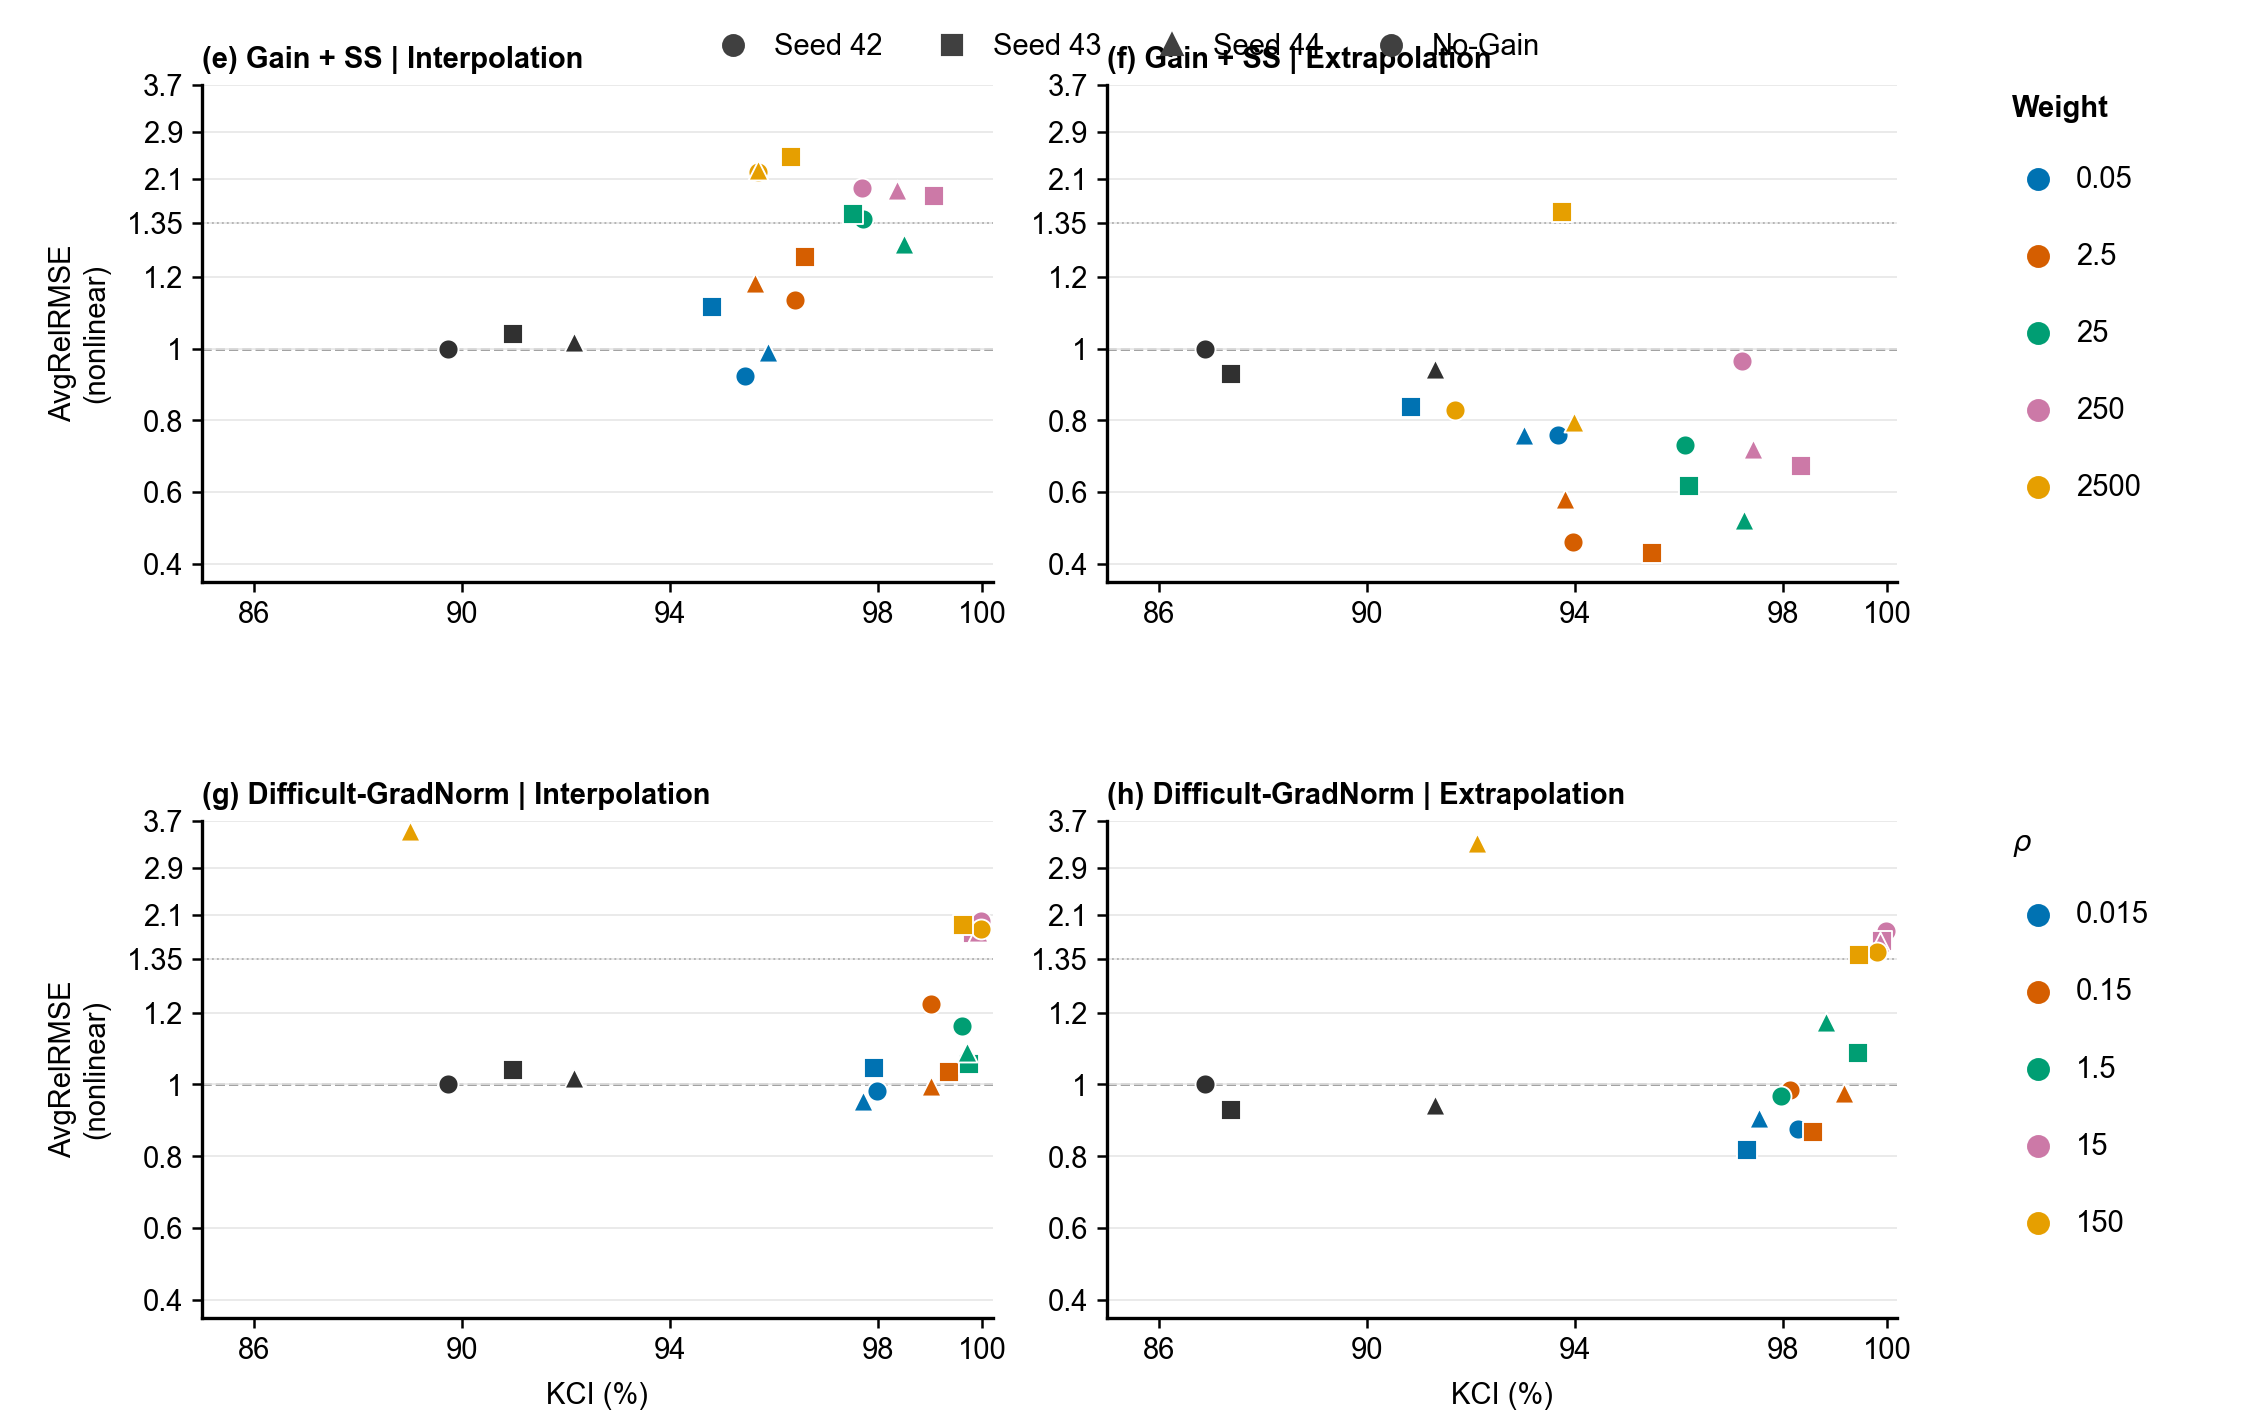 Seed 42 Seed 43 Seed 44 No-Gain
(e) Gain + SS | Interpolation
(f) Gain + SS | Extrapolation
3.7
2.9
2.1
1.35
1.2
1
0.8
0.6
0.4
AvgRelRMSE
(nonlinear)
86 90 94 98 100
3.7
2.9
2.1
1.35
1.2
1
0.8
0.6
0.4
86 90 94 98 100
Weight
0.05
2.5
25
250
2500
(g) Difficult-GradNorm | Interpolation
3.7
2.9
2.1
1.35
1.2
1
0.8
0.6
0.4
AvgRelRMSE
(nonlinear)
86 90 94 98 100
KCI (%)
(h) Difficult-GradNorm | Extrapolation
3.7
2.9
2.1
1.35
1.2
1
0.8
0.6
0.4
86 90 94 98 100
KCI (%)
ρ
0.015
0.15
1.5
15
150